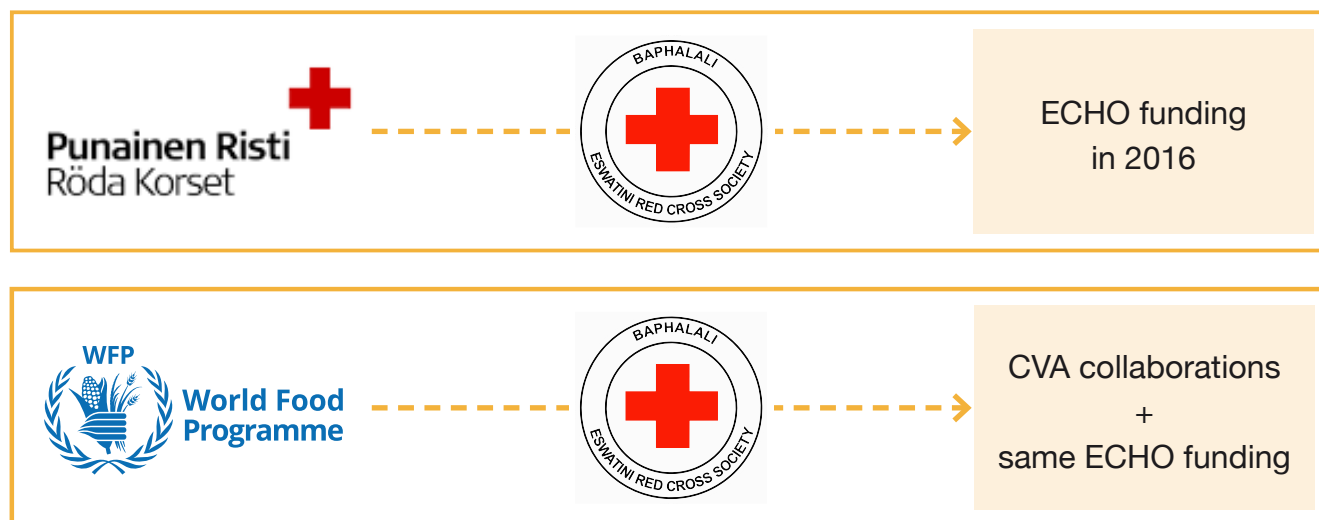 Punainen Risti
Röda Korset
BAPHALALI
ESWATINI RED CROSS SOCIETY
ECHO funding
in 2016
WFP
World Food
Programme
BAPHALALI
ESWATINI RED CROSS SOCIETY
CVA collaborations
+
same ECHO funding